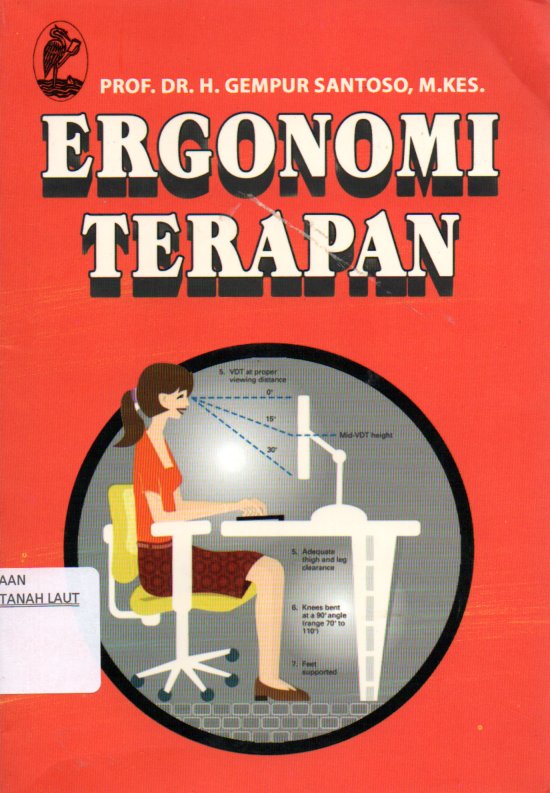 PROF. DR. H. GEMPUR SANTOSO, M.KES.
ERGONOMI
TERAPAN
5. VDT at proper
viewing distance
0°
15°
Mid-VDT height
30°
5. Adequate
thigh and leg
clearance
6. Knees bent
at a 90° angle
(range 70° to
110°)
7. Feet
supported
AAN
TANAH LAUT